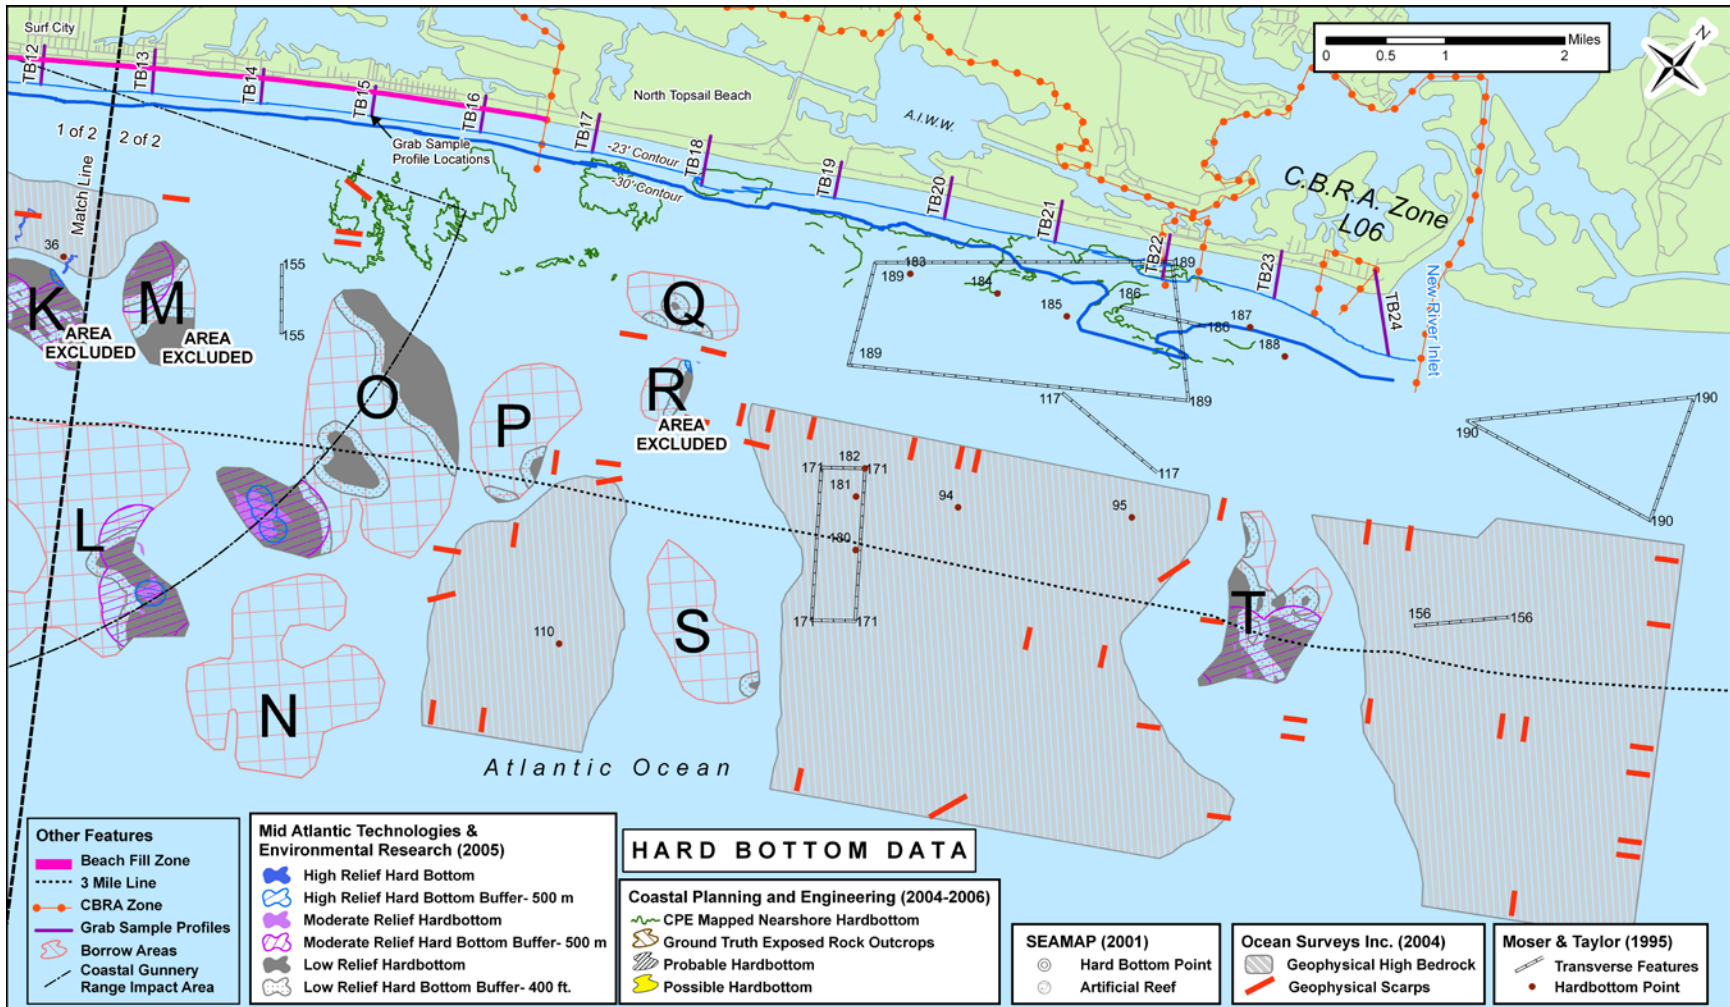 Surf City
TB12
TB13
TB14
TB15
TB16
TB17
TB18
TB19
TB20
TB21
TB22
TB23
TB24
North Topsail Beach
A.I.W.W.
0 0.5 1 2 Miles
N
C.B.R.A. Zone
L06
New River Inlet
1 of 2
2 of 2
Match Line
Grab Sample
Profile Locations
-23' Contour
-30' Contour
36
155
155
183
189
189
184
185
186
186
187
188
189
189
K
AREA
EXCLUDED
M
AREA
EXCLUDED
O
P
Q
R
AREA
EXCLUDED
117
117
190
190
190
182
171
171
181
94
95
180
171
171
L
N
S
T
110
156
156
Atlantic Ocean
Other Features
Beach Fill Zone
3 Mile Line
CBRA Zone
Grab Sample Profiles
Borrow Areas
Coastal Gunnery
Range Impact Area
Mid Atlantic Technologies &
Environmental Research (2005)
High Relief Hard Bottom
High Relief Hard Bottom Buffer- 500 m
Moderate Relief Hardbottom
Moderate Relief Hard Bottom Buffer- 500 m
Low Relief Hardbottom
Low Relief Hard Bottom Buffer- 400 ft.
HARD BOTTOM DATA
Coastal Planning and Engineering (2004-2006)
CPE Mapped Nearshore Hardbottom
Ground Truth Exposed Rock Outcrops
Probable Hardbottom
Possible Hardbottom
SEAMAP (2001)
Hard Bottom Point
Artificial Reef
Ocean Surveys Inc. (2004)
Geophysical High Bedrock
Geophysical Scarps
Moser & Taylor (1995)
Transverse Features
Hardbottom Point